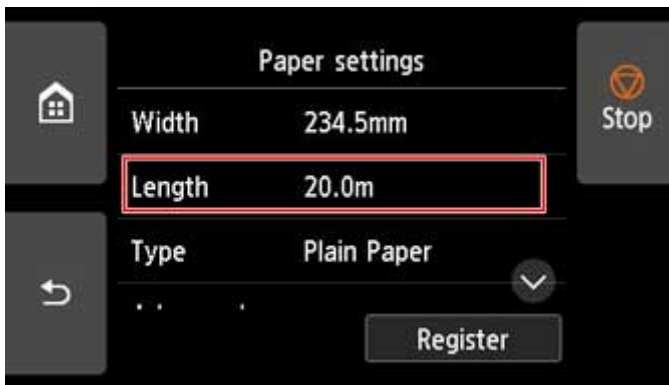 Paper settings
Width 234.5mm
Length 20.0m
Type Plain Paper
Register
Stop